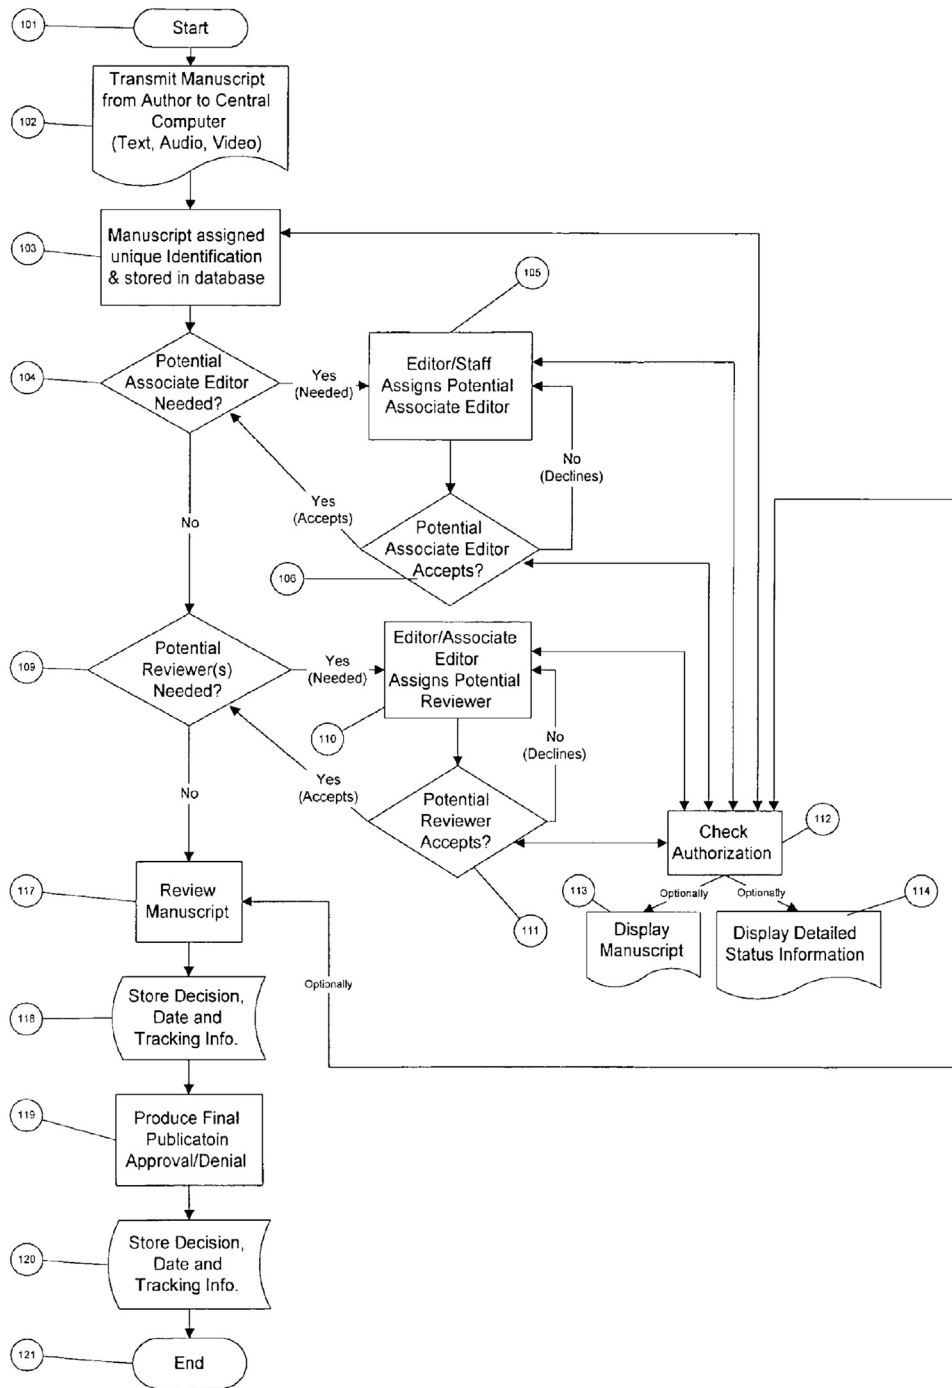 101
Start
102
Transmit Manuscript
from Author to Central
Computer
(Text, Audio, Video)
103
Manuscript assigned
unique Identification
& stored in database
104
Potential
Associate Editor
Needed?
Yes
(Needed)
105
Editor/Staff
Assigns Potential
Associate Editor
No
(Declines)
Yes
(Accepts)
No
Potential
Associate Editor
Accepts?
106
109
Potential
Reviewer(s)
Needed?
Yes
(Needed)
Editor/Associate
Editor
Assigns Potential
Reviewer
110
No
(Declines)
Yes
(Accepts)
No
Potential
Reviewer
Accepts?
111
Check
Authorization
112
Optionally
Optionally
113
Display
Manuscript
114
Display Detailed
Status Information
117
Review
Manuscript
Optionally
118
Store Decision,
Date and
Tracking Info.
119
Produce Final
Publicatoin
Approval/Denial
120
Store Decision,
Date and
Tracking Info.
121
End